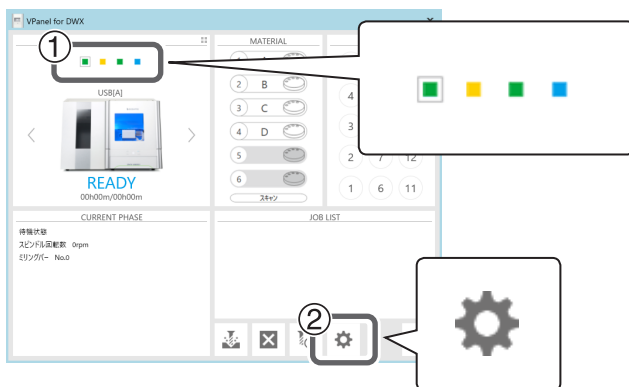 VPanel for DWX
①
MATERIAL
USB[A]
2 B
3 C
4 D
5
6
スキャン
4
3
2 7 12
1 6 11
READY
00h00m/00h00m
CURRENT PHASE
待機状態
スピンドル回転数 0rpm
ミリングバー No.0
JOB LIST
②